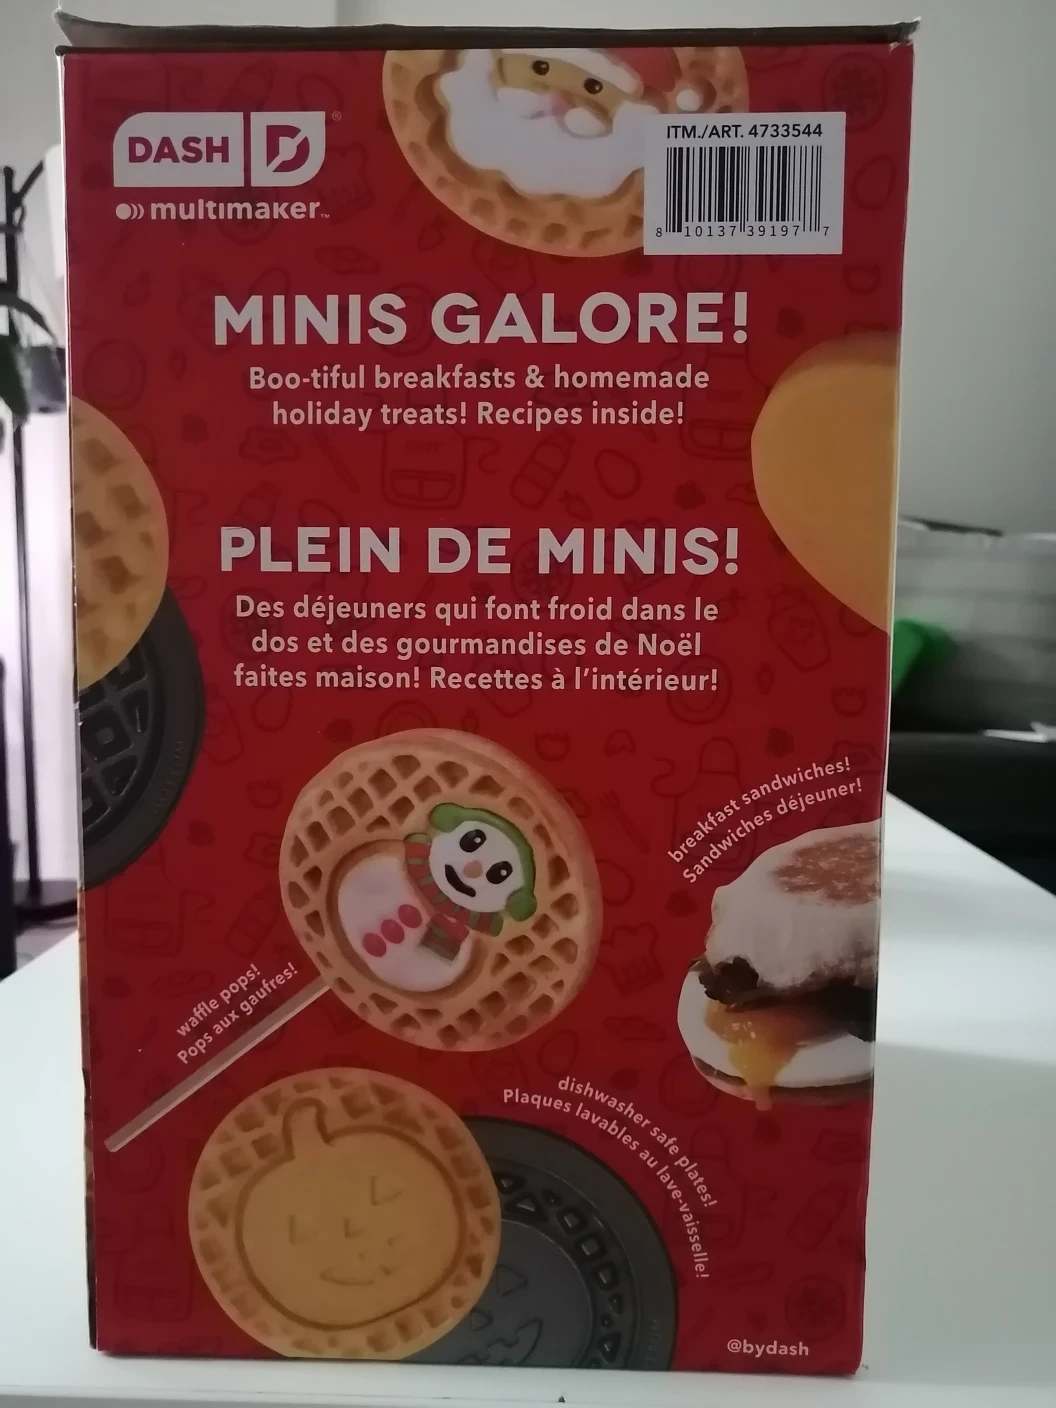 DASH D®
multimaker™
ITM./ART. 4733544
8 10137 39197 7
MINIS GALORE!
Boo-tiful breakfasts & homemade
holiday treats! Recipes inside!
PLEIN DE MINIS!
Des déjeuners qui font froid dans le
dos et des gourmandises de Noël
faites maison! Recettes à l'intérieur!
breakfast sandwiches!
Sandwiches déjeuner!
waffle pops!
Pops aux gaufres!
dishwasher safe plates!
Plaques lavables au lave-vaisselle!
@bydash